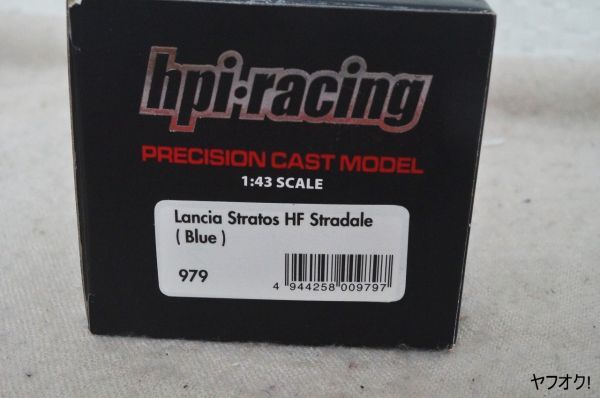 hpi·racing
PRECISION CAST MODEL
1:43 SCALE
Lancia Stratos HF Stradale
( Blue )
979
4 944258 009797
ヤフオク!